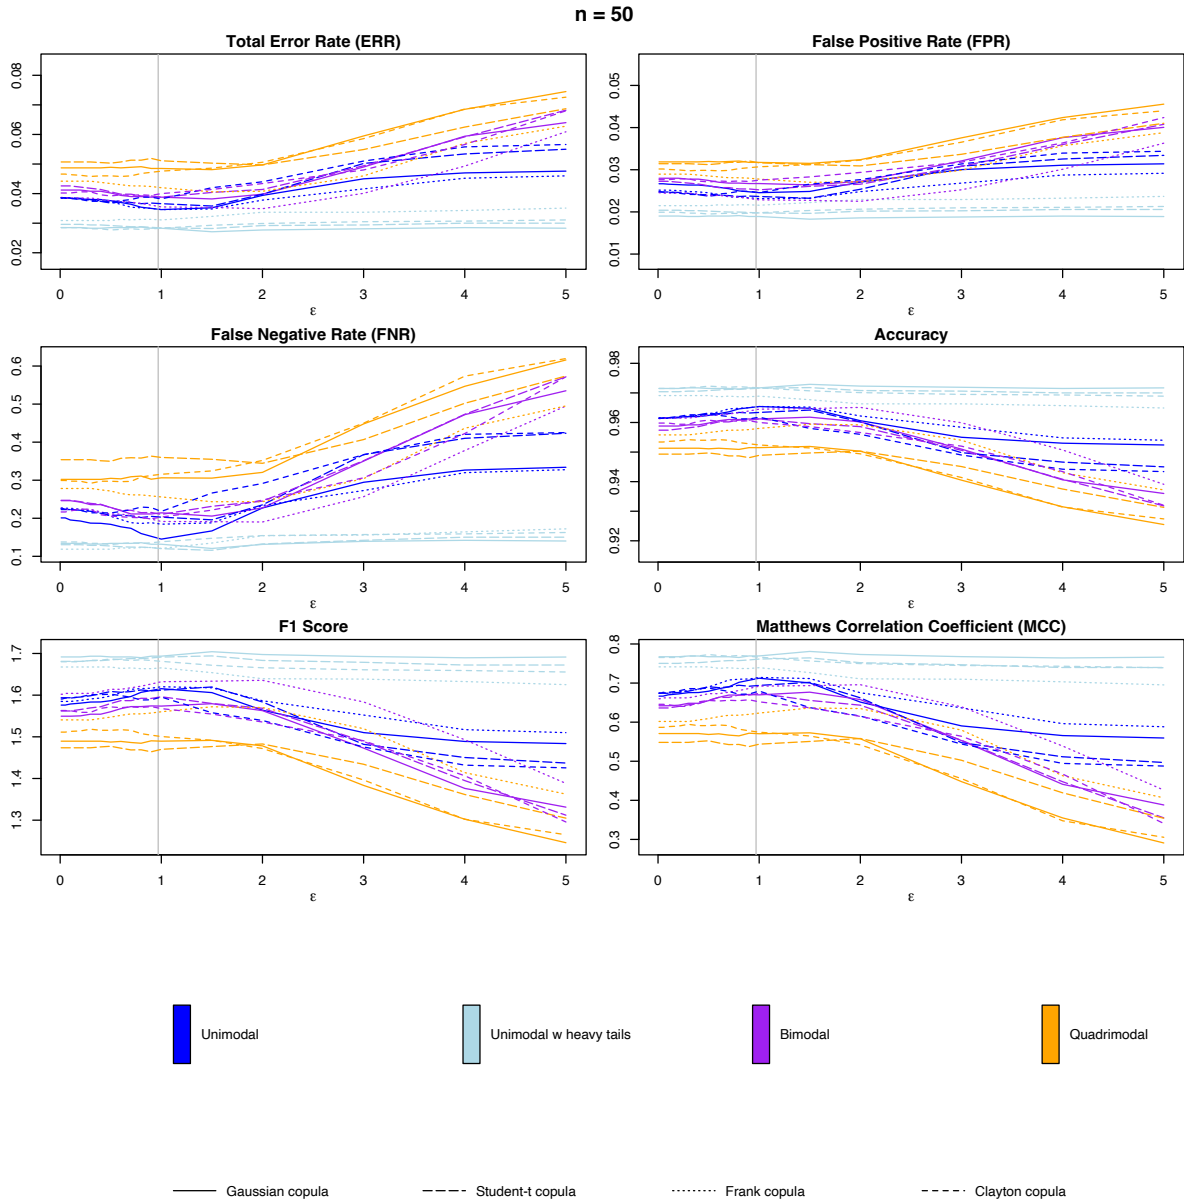 n = 50
Total Error Rate (ERR)
0.02 0.04 0.06 0.08
0 1 2 3 4 5
ε
False Positive Rate (FPR)
0.01 0.02 0.03 0.04 0.05
0 1 2 3 4 5
ε
False Negative Rate (FNR)
0.1 0.2 0.3 0.4 0.5 0.6
0 1 2 3 4 5
ε
Accuracy
0.92 0.94 0.96 0.98
0 1 2 3 4 5
ε
F1 Score
1.3 1.4 1.5 1.6 1.7
0 1 2 3 4 5
ε
Matthews Correlation Coefficient (MCC)
0.3 0.4 0.5 0.6 0.7 0.8
0 1 2 3 4 5
ε
Unimodal Unimodal w heavy tails Bimodal Quadrimodal
Gaussian copula Student-t copula Frank copula Clayton copula